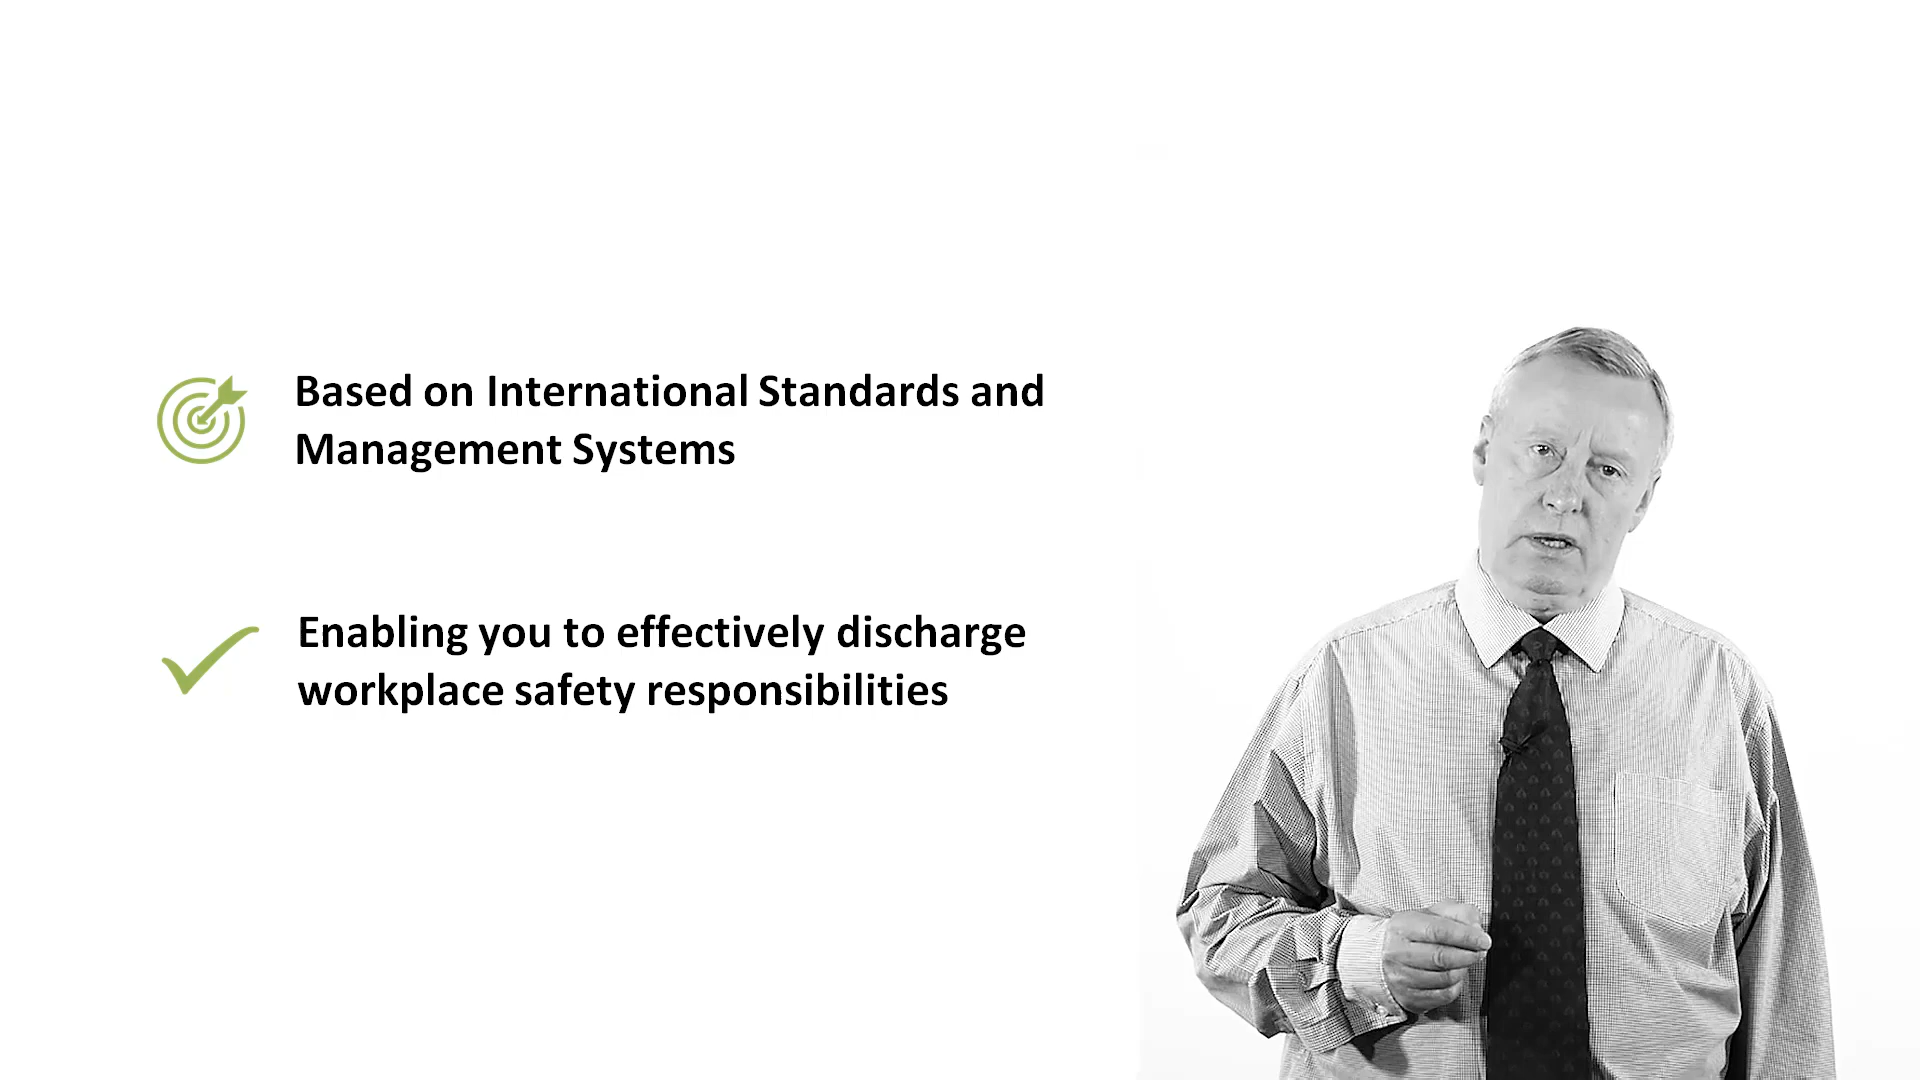 Based on International Standards and
Management Systems
Enabling you to effectively discharge
workplace safety responsibilities